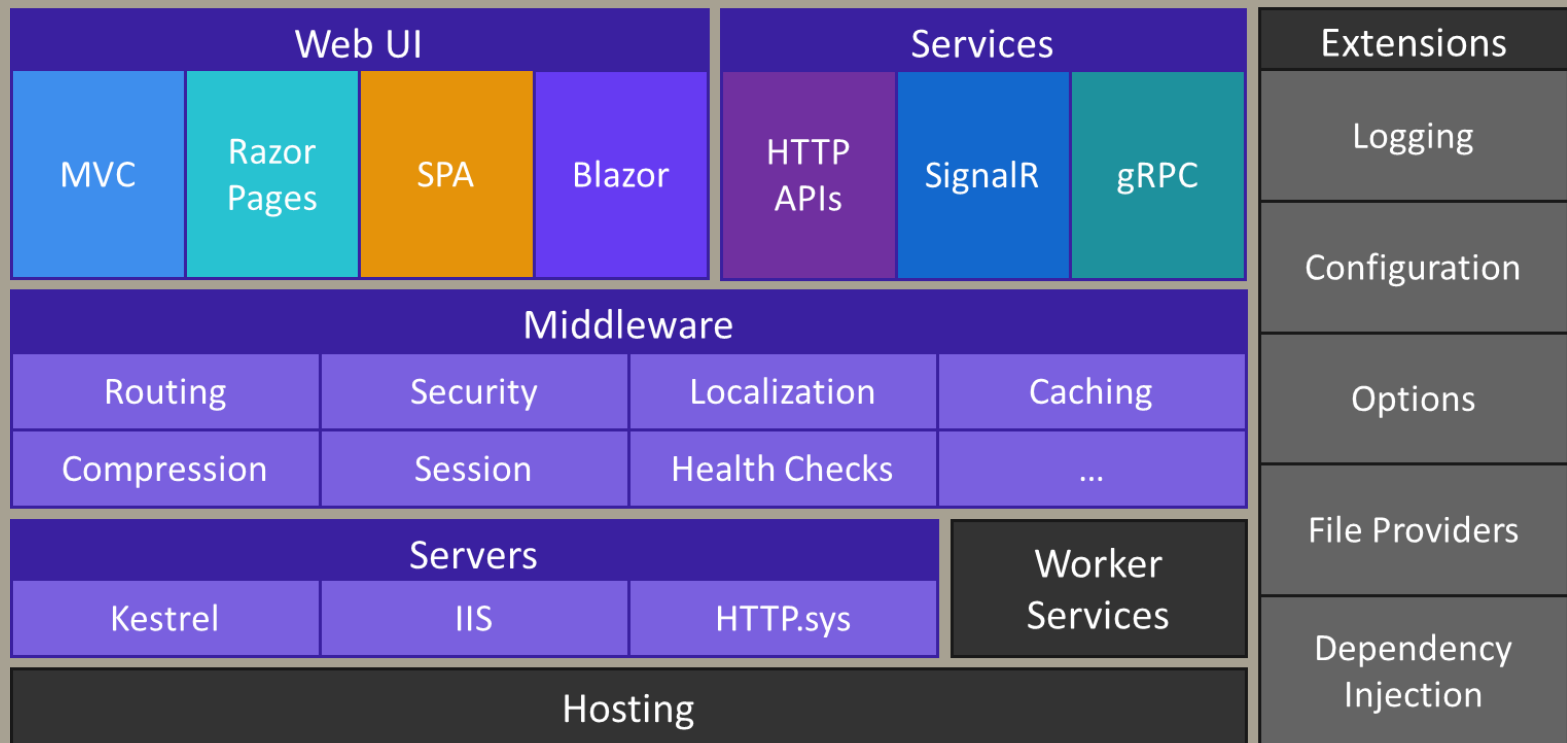 Web UI
MVC
Razor
Pages
SPA
Blazor
Services
HTTP
APIs
SignalR
gRPC
Middleware
Routing
Security
Localization
Caching
Compression
Session
Health Checks
...
Servers
Kestrel
IIS
HTTP.sys
Worker
Services
Hosting
Extensions
Logging
Configuration
Options
File Providers
Dependency
Injection